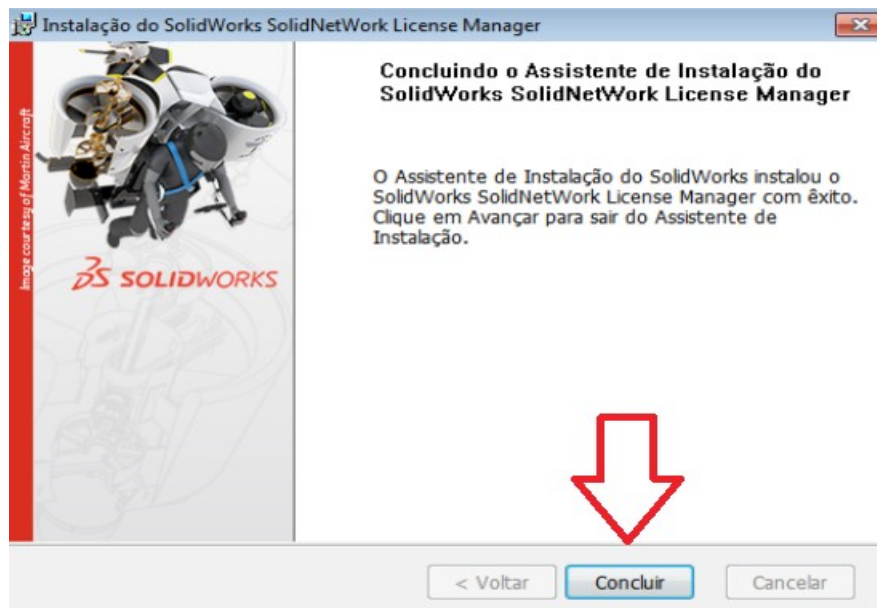 Instalação do SolidWorks SolidNetWork License Manager
Concluindo o Assistente de Instalação do
SolidWorks SolidNetWork License Manager
O Assistente de Instalação do SolidWorks instalou o
SolidWorks SolidNetWork License Manager com êxito.
Clique em Avançar para sair do Assistente de
Instalação.
Image courtesy of Martin Aircraft
SOLIDWORKS
< Voltar
Concluir
Cancelar